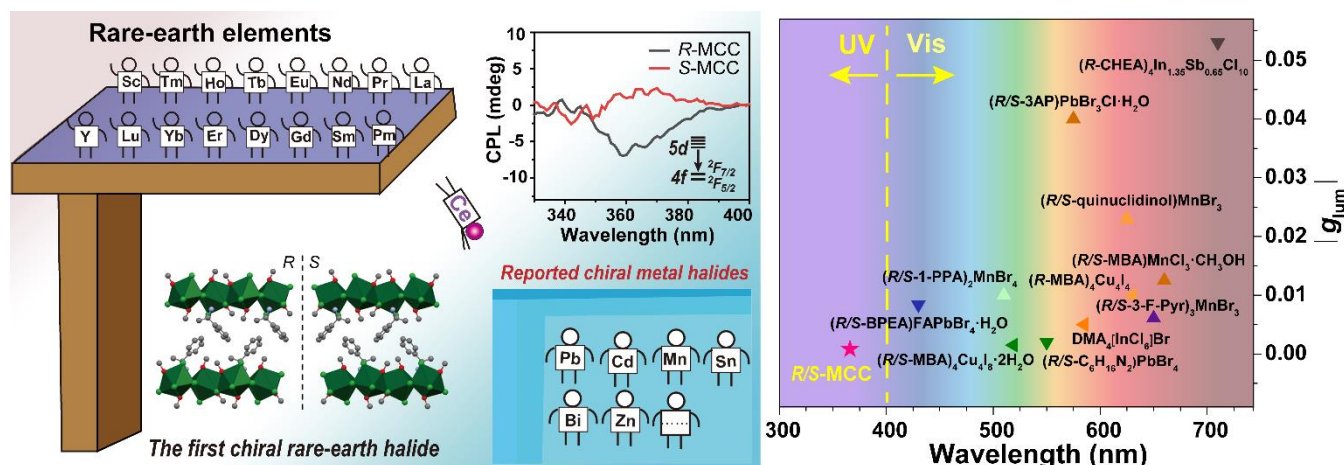 Rare-earth elements
Sc Tm Ho Tb Eu Nd Pr La
Y Lu Yb Er Dy Gd Sm Pm
Ce
R S
The first chiral rare-earth halide
CPL (mdeg)
10
5
0
-5
-10
R-MCC
S-MCC
5d
4f
²F₇/₂
²F₅/₂
340 360 380 400
Wavelength (nm)
Reported chiral metal halides
Pb Cd Mn Sn
Bi Zn ......
UV Vis
(R-CHEA)₄In₁.₃₅Sb₀.₆₅Cl₁₀
(R/S-3AP)PbBr₃Cl·H₂O
(R/S-quinuclidinol)MnBr₃
(R/S-MBA)MnCl₃·CH₃OH
(R/S-1-PPA)₂MnBr₄
(R-MBA)₄Cu₄I₄
(R/S-3-F-Pyr)₃MnBr₃
(R/S-BPEA)FAPbBr₄·H₂O
DMA₄[InCl₆]Br
R/S-MCC
(R/S-MBA)₄Cu₄I₈·2H₂O
(R/S-C₆H₁₆N₂)PbBr₄
0.05
0.04
0.03
0.02
0.01
0.00
|g_lum|
300 400 500 600 700
Wavelength (nm)